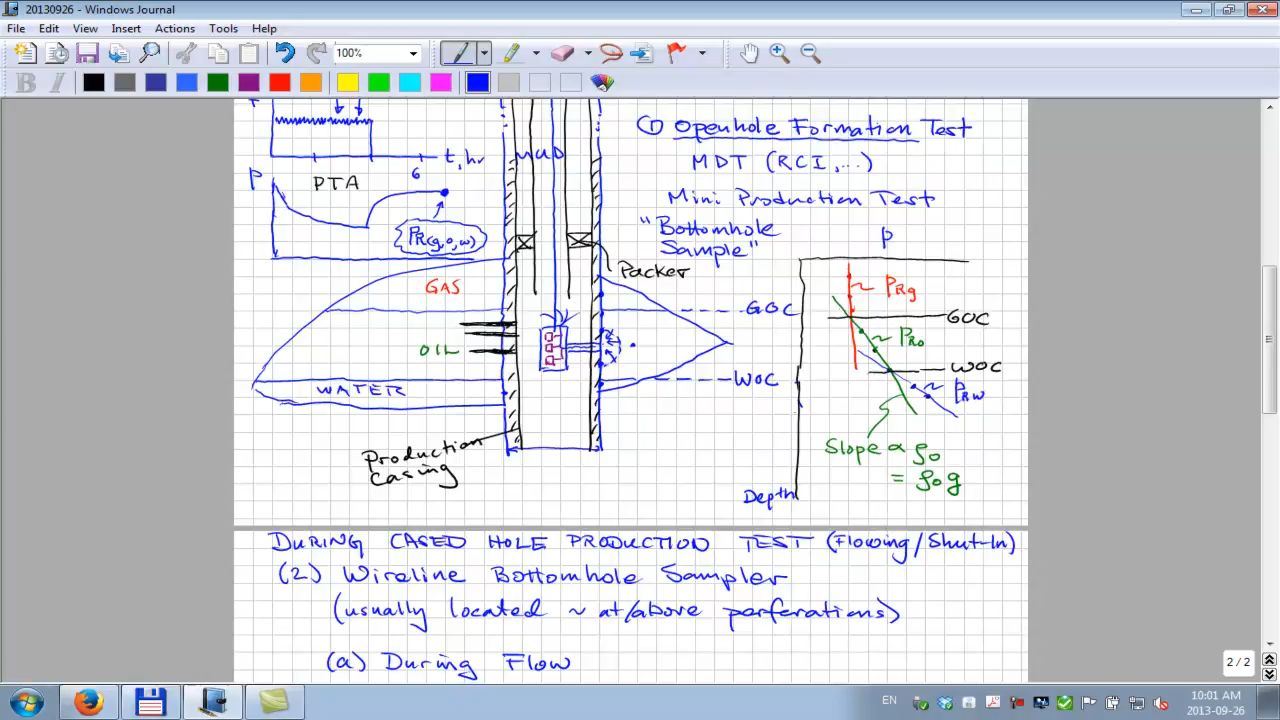 20130926 - Windows Journal
File Edit View Insert Actions Tools Help
100%
B I
t, hr
6
P
PTA
PR(g,o,w)
MUD
① Openhole Formation Test
MDT (RCI,...)
Mini Production Test
"Bottomhole
Sample"
Packer
GAS
OIL
WATER
GOC
WOC
Production
Casing
P
PRg
GOC
PRo
WOC
PRw
Slope ∝ ρo
= ρog
Depth
DURING CASED HOLE PRODUCTION TEST (Flowing/Shut-In)
(2) Wireline Bottomhole Sampler
(usually located ~ at/above perforations)
(a) During Flow
2 / 2
EN
10:01 AM
2013-09-26